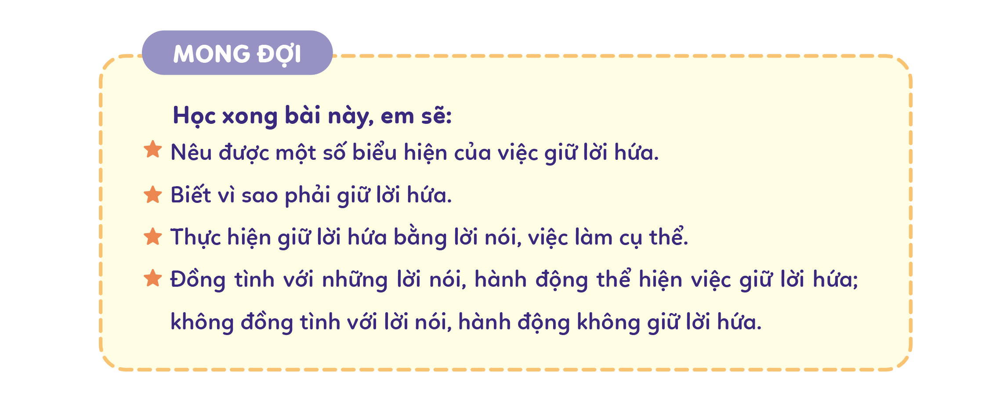 MONG ĐỢI
Học xong bài này, em sẽ:
Nêu được một số biểu hiện của việc giữ lời hứa.
Biết vì sao phải giữ lời hứa.
Thực hiện giữ lời hứa bằng lời nói, việc làm cụ thể.
Đồng tình với những lời nói, hành động thể hiện việc giữ lời hứa;
không đồng tình với lời nói, hành động không giữ lời hứa.